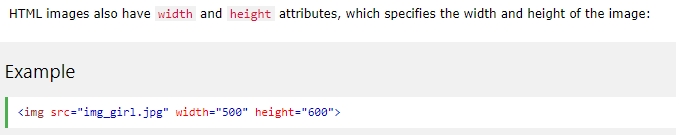 HTML images also have width and height attributes, which specifies the width and height of the image:
Example
<img src="img_girl.jpg" width="500" height="600">